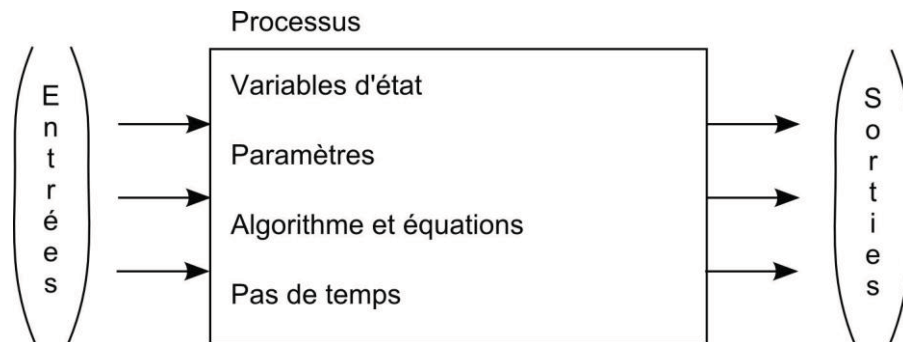 Processus
Entrées
Variables d'état
Paramètres
Algorithme et équations
Pas de temps
Sorties